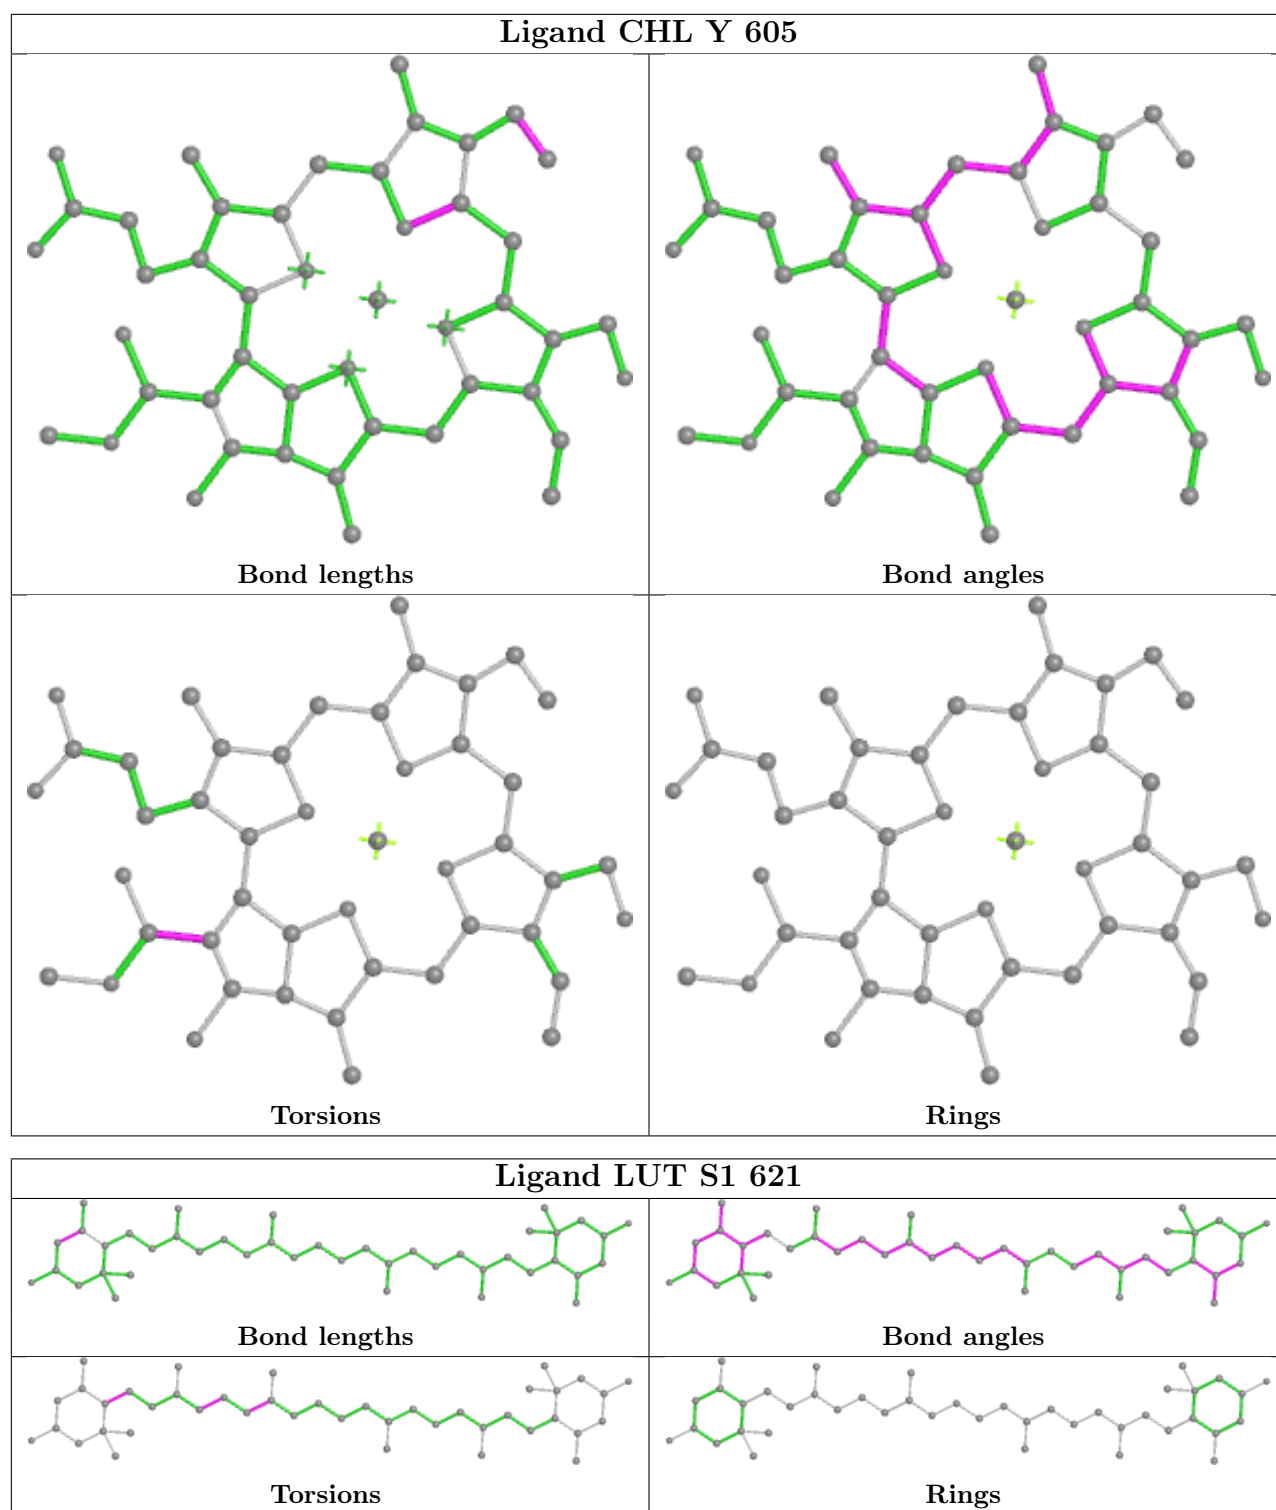 Ligand CHL Y 605
Bond lengths
Bond angles
Torsions
Rings
Ligand LUT S1 621
Bond lengths
Bond angles
Torsions
Rings